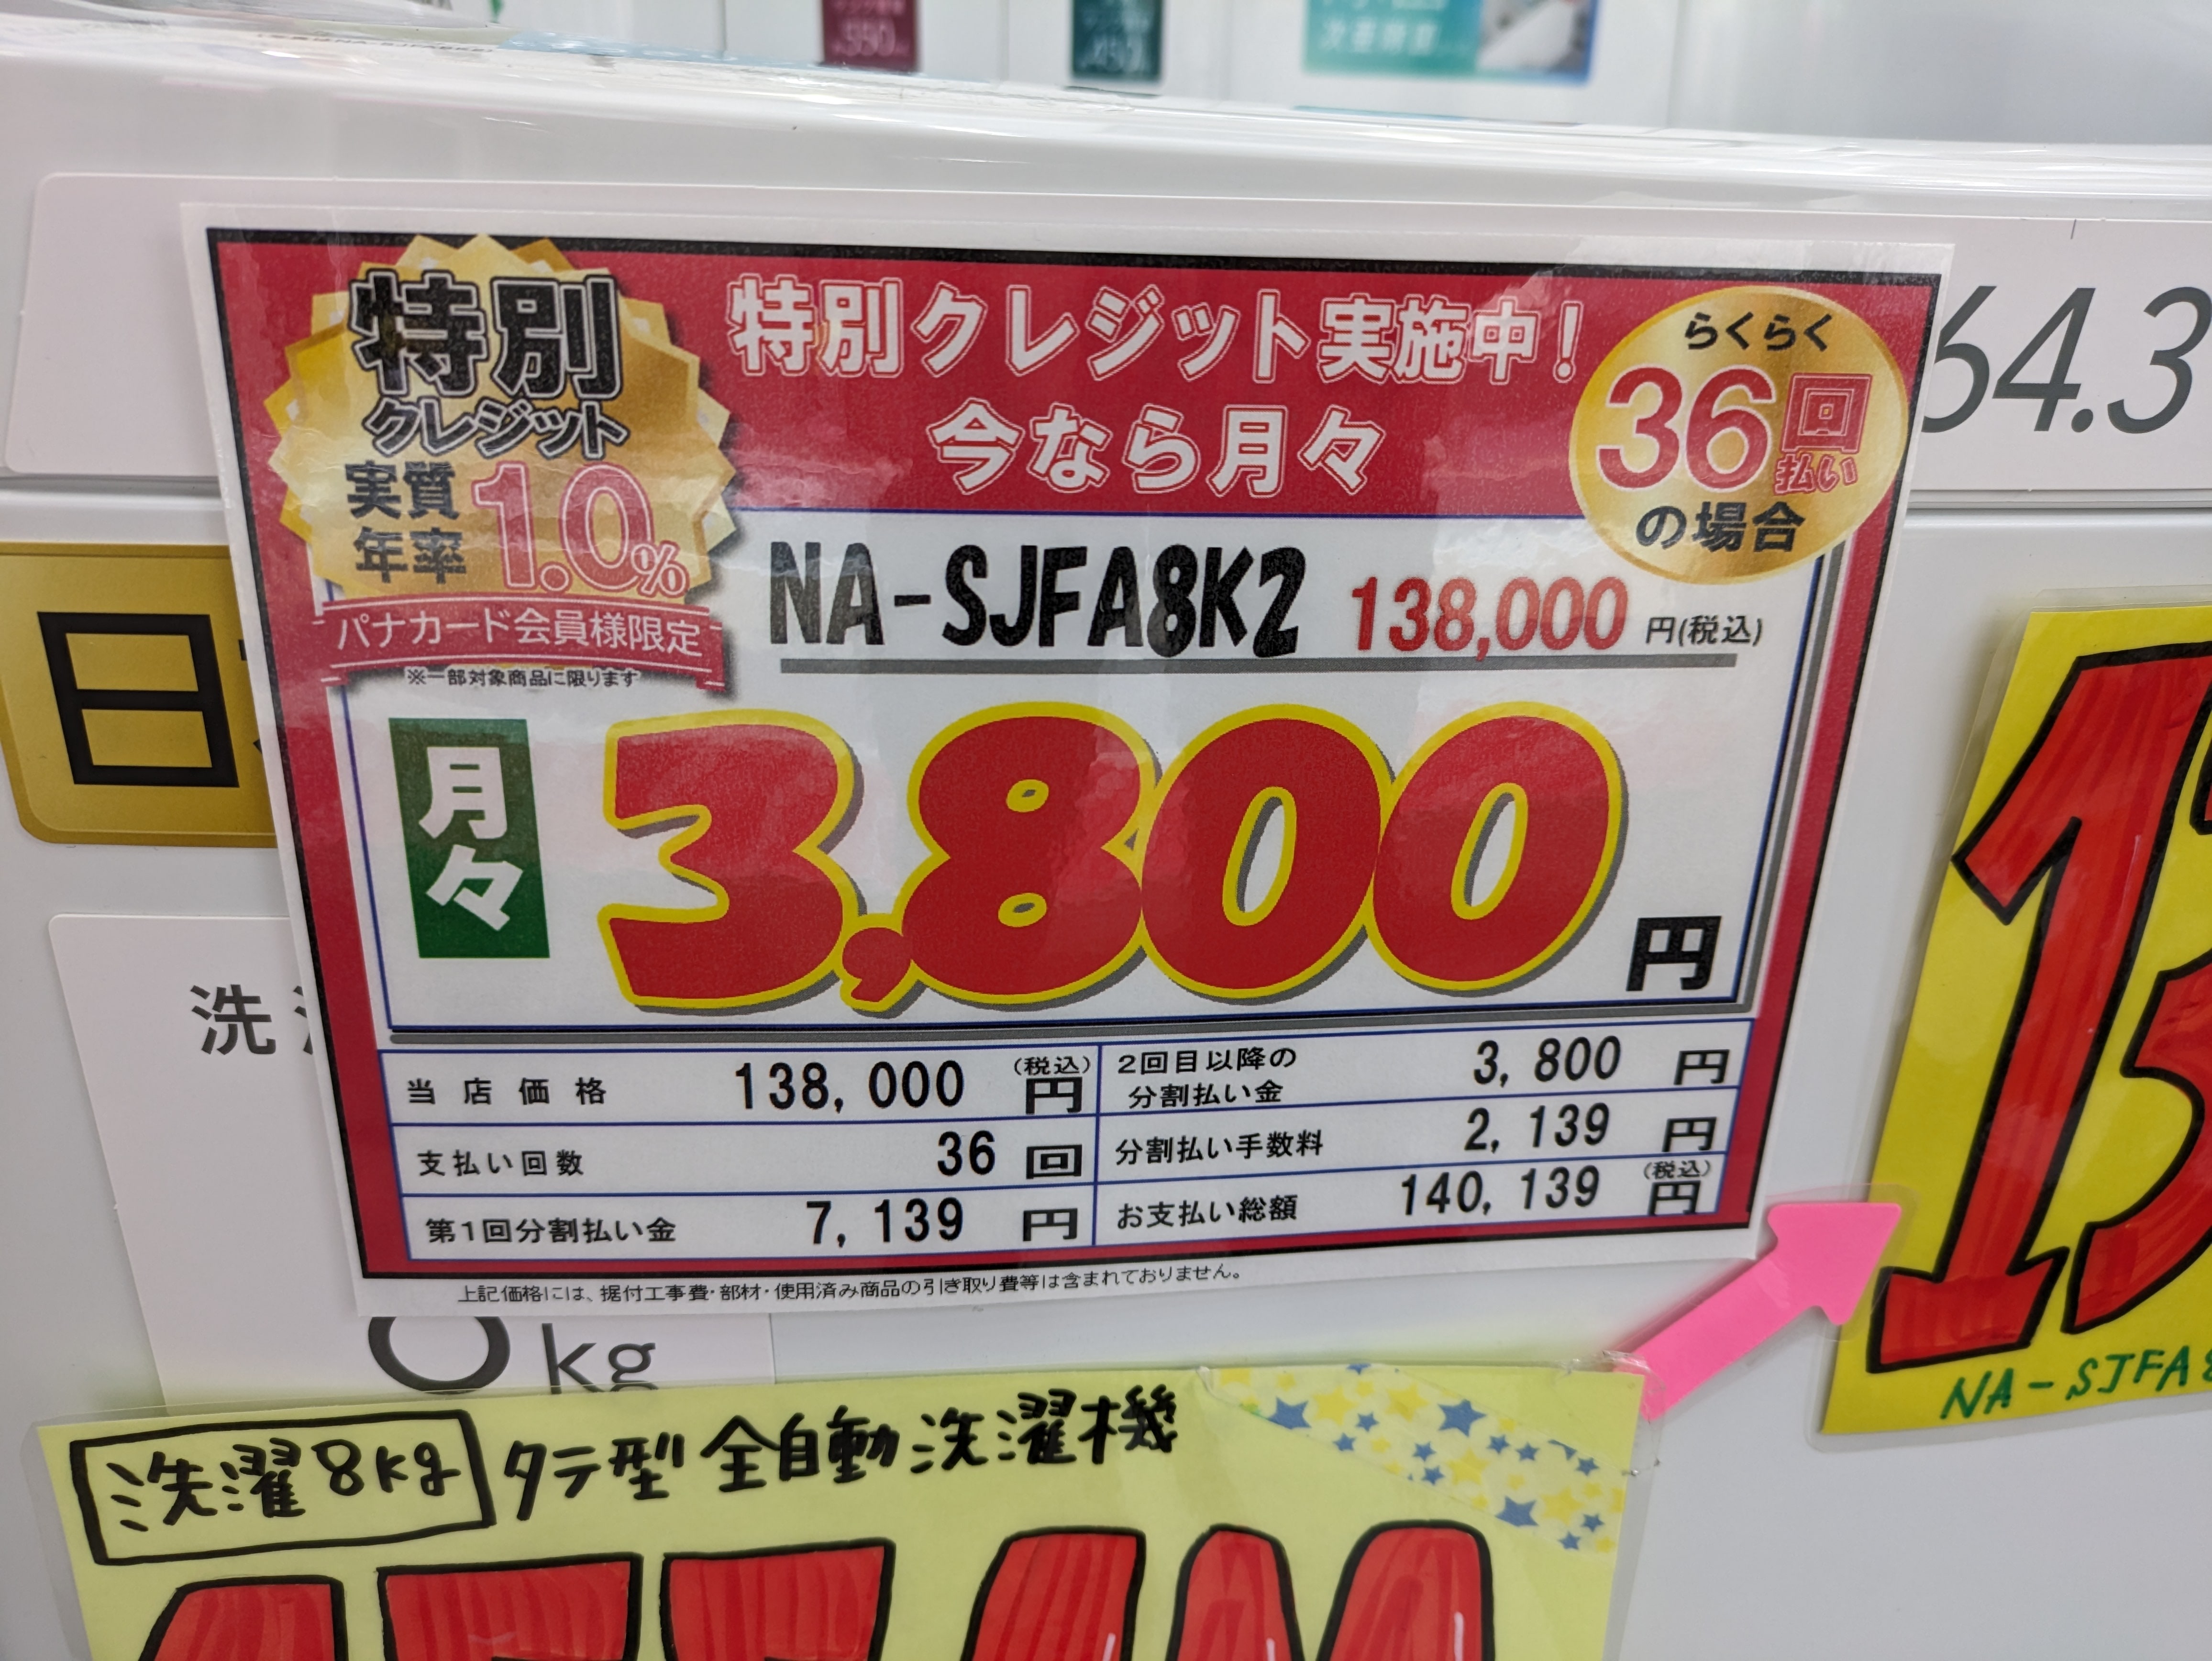 64.3
特別
クレジット
実質
年率 1.0%
パナカード会員様限定
※一部対象商品に限ります
特別クレジット実施中！
今なら月々
らくらく
36回
払い
の場合
NA-SJFA8K2 138,000 円(税込)
月々 3,800 円
当店価格 138,000 (税込)円
支払い回数 36 回
第1回分割払い金 7,139 円
2回目以降の
分割払い金 3,800 円
分割払い手数料 2,139 円
お支払い総額 140,139 (税込)円
上記価格には、据付工事費・部材・使用済み商品の引き取り費等は含まれておりません。
日
洗
kg
NA-SJFA8
洗濯8kg タテ型全自動洗濯機